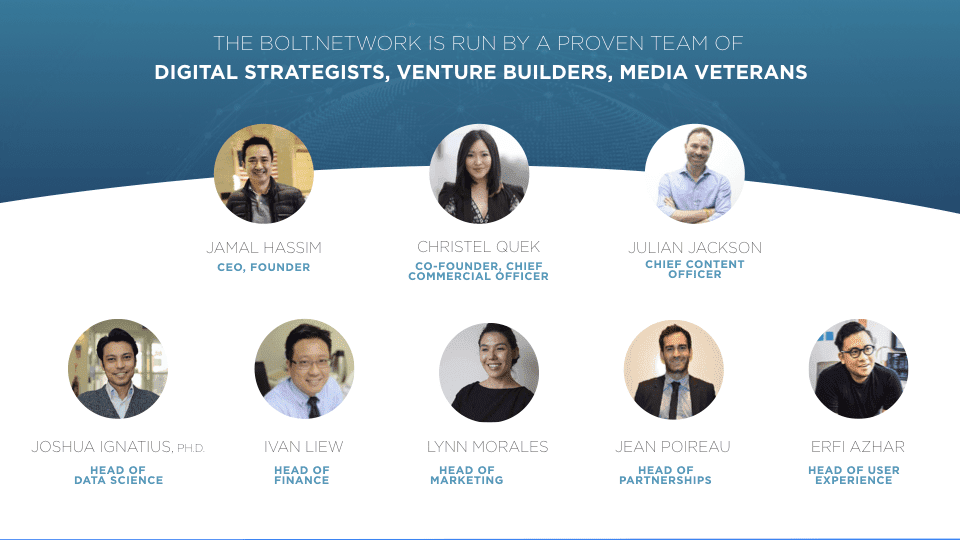 THE BOLT.NETWORK IS RUN BY A PROVEN TEAM OF
DIGITAL STRATEGISTS, VENTURE BUILDERS, MEDIA VETERANS
JAMAL HASSIM
CEO, FOUNDER
CHRISTEL QUEK
CO-FOUNDER, CHIEF
COMMERCIAL OFFICER
JULIAN JACKSON
CHIEF CONTENT
OFFICER
JOSHUA IGNATIUS, PH.D.
HEAD OF
DATA SCIENCE
IVAN LIEW
HEAD OF
FINANCE
LYNN MORALES
HEAD OF
MARKETING
JEAN POIREAU
HEAD OF
PARTNERSHIPS
ERFI AZHAR
HEAD OF USER
EXPERIENCE